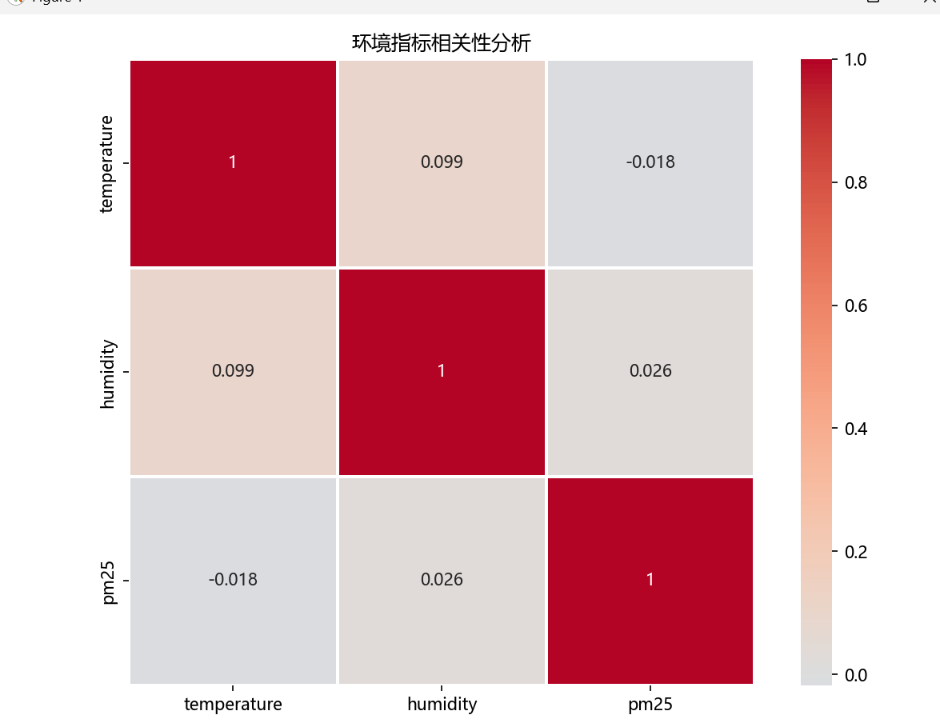 环境指标相关性分析
temperature 1 0.099 -0.018
humidity 0.099 1 0.026
pm25 -0.018 0.026 1
temperature humidity pm25
1.0
0.8
0.6
0.4
0.2
0.0